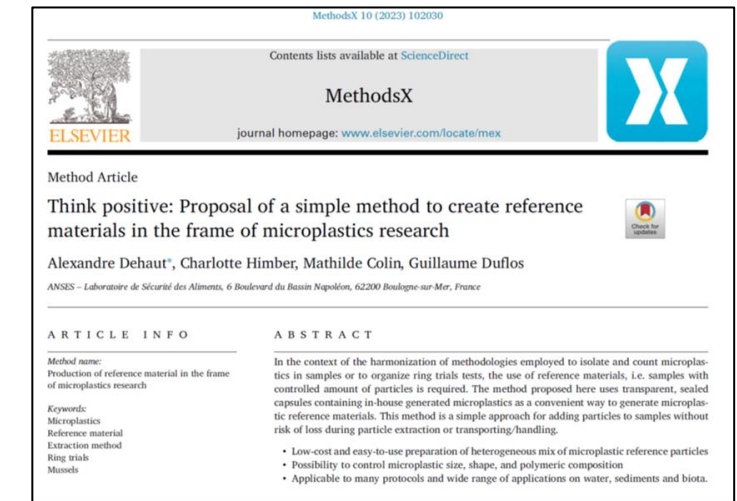 MethodsX 10 (2023) 102030
Contents lists available at ScienceDirect
MethodsX
ELSEVIER
journal homepage: www.elsevier.com/locate/mex
Method Article
Think positive: Proposal of a simple method to create reference
materials in the frame of microplastics research
Check for
updates
Alexandre Dehaut*, Charlotte Himber, Mathilde Colin, Guillaume Duflos
ANSES – Laboratoire de Sécurité des Aliments, 6 Boulevard du Bassin Napoléon, 62200 Boulogne-sur-Mer, France
ARTICLE INFO
Method name:
Production of reference material in the frame
of microplastics research
Keywords:
Microplastics
Reference material
Extraction method
Ring trials
Mussels
ABSTRACT
In the context of the harmonization of methodologies employed to isolate and count microplas-
tics in samples or to organize ring trials tests, the use of reference materials, i.e. samples with
controlled amount of particles is required. The method proposed here uses transparent, sealed
capsules containing in-house generated microplastics as a convenient way to generate microplas-
tic reference materials. This method is a simple approach for adding particles to samples without
risk of loss during particle extraction or transporting/handling.
• Low-cost and easy-to-use preparation of heterogeneous mix of microplastic reference particles
• Possibility to control microplastic size, shape, and polymeric composition
• Applicable to many protocols and wide range of applications on water, sediments and biota.